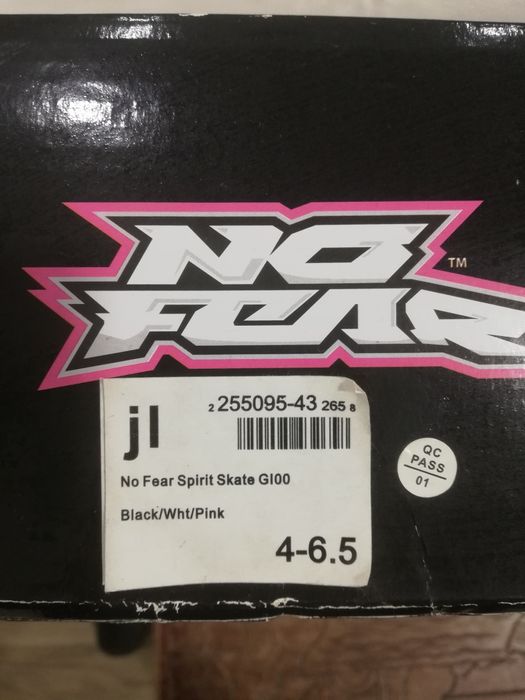 NO
FEAR
TM
jl
2 255095-43 265 8
No Fear Spirit Skate Gl00
Black/Wht/Pink
4-6.5
QC
PASS
01